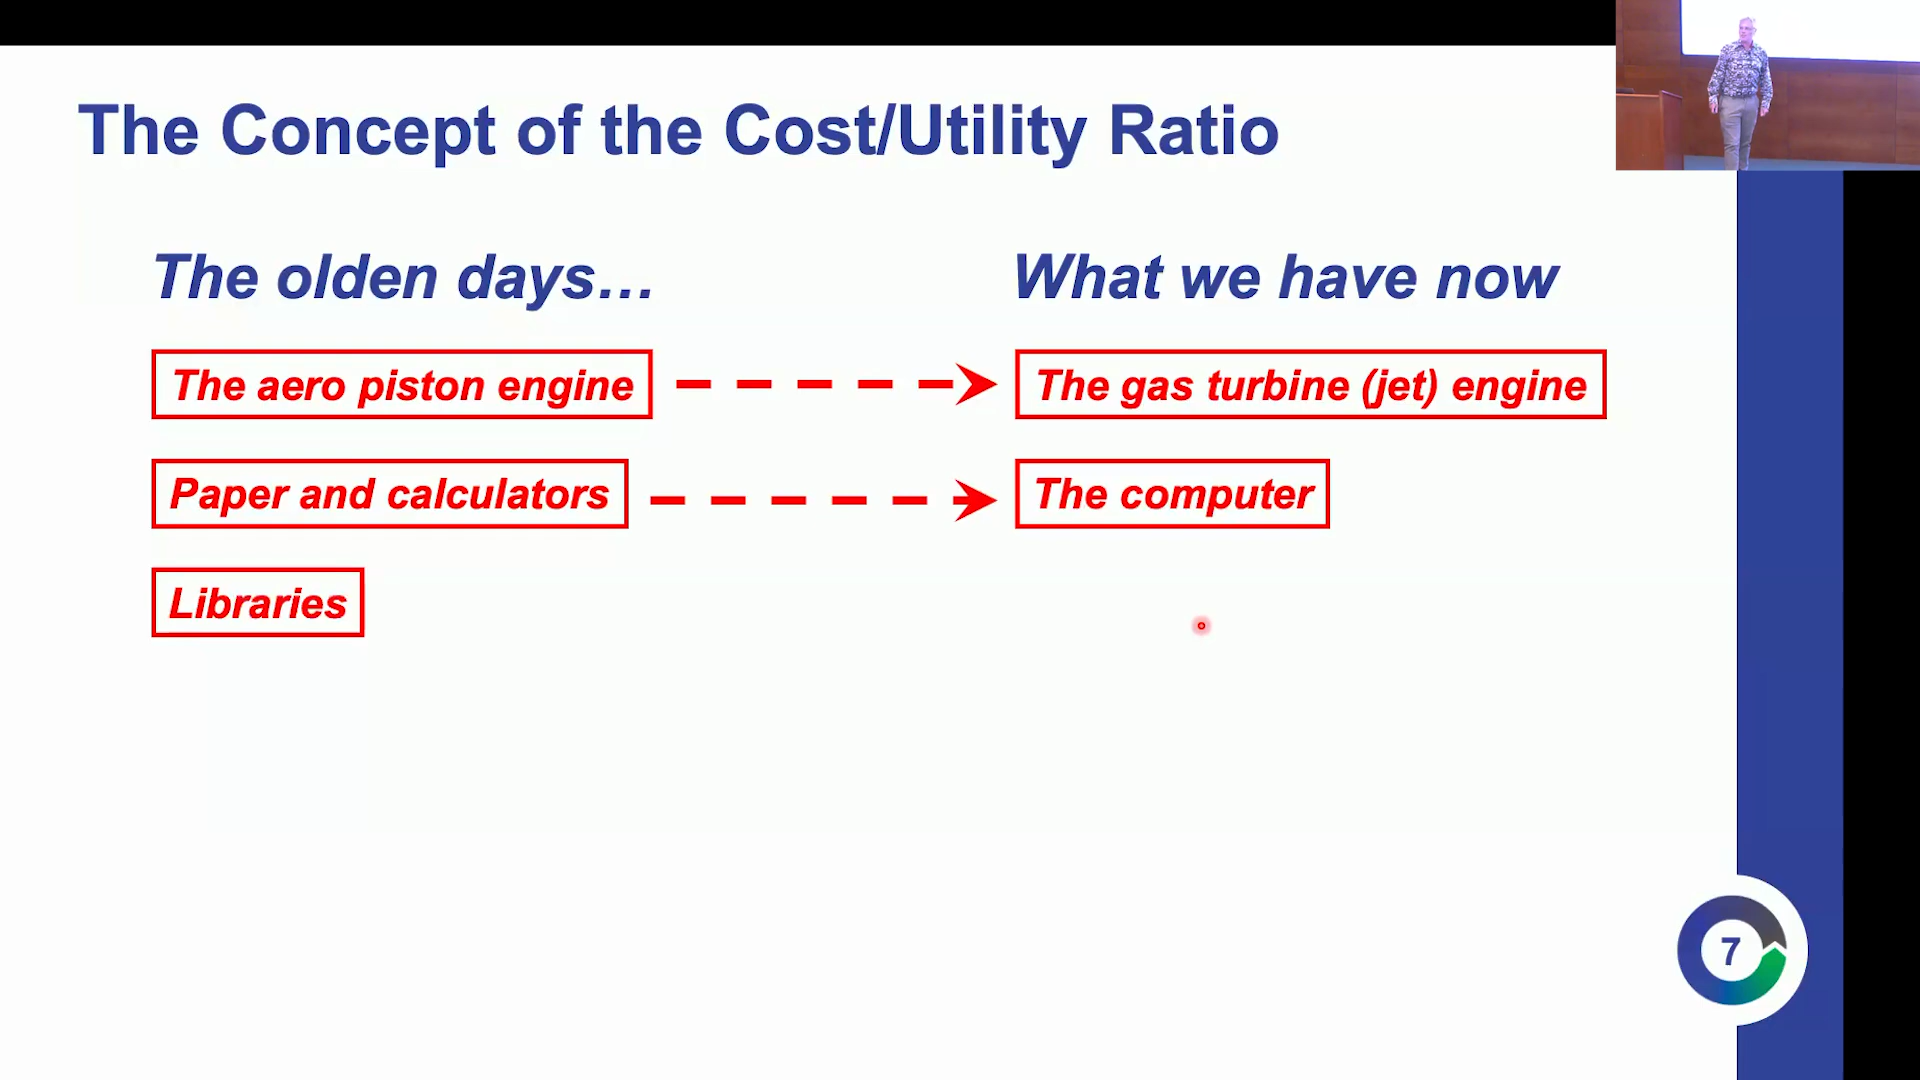 The Concept of the Cost/Utility Ratio
The olden days…
What we have now
The aero piston engine
The gas turbine (jet) engine
Paper and calculators
The computer
Libraries
7